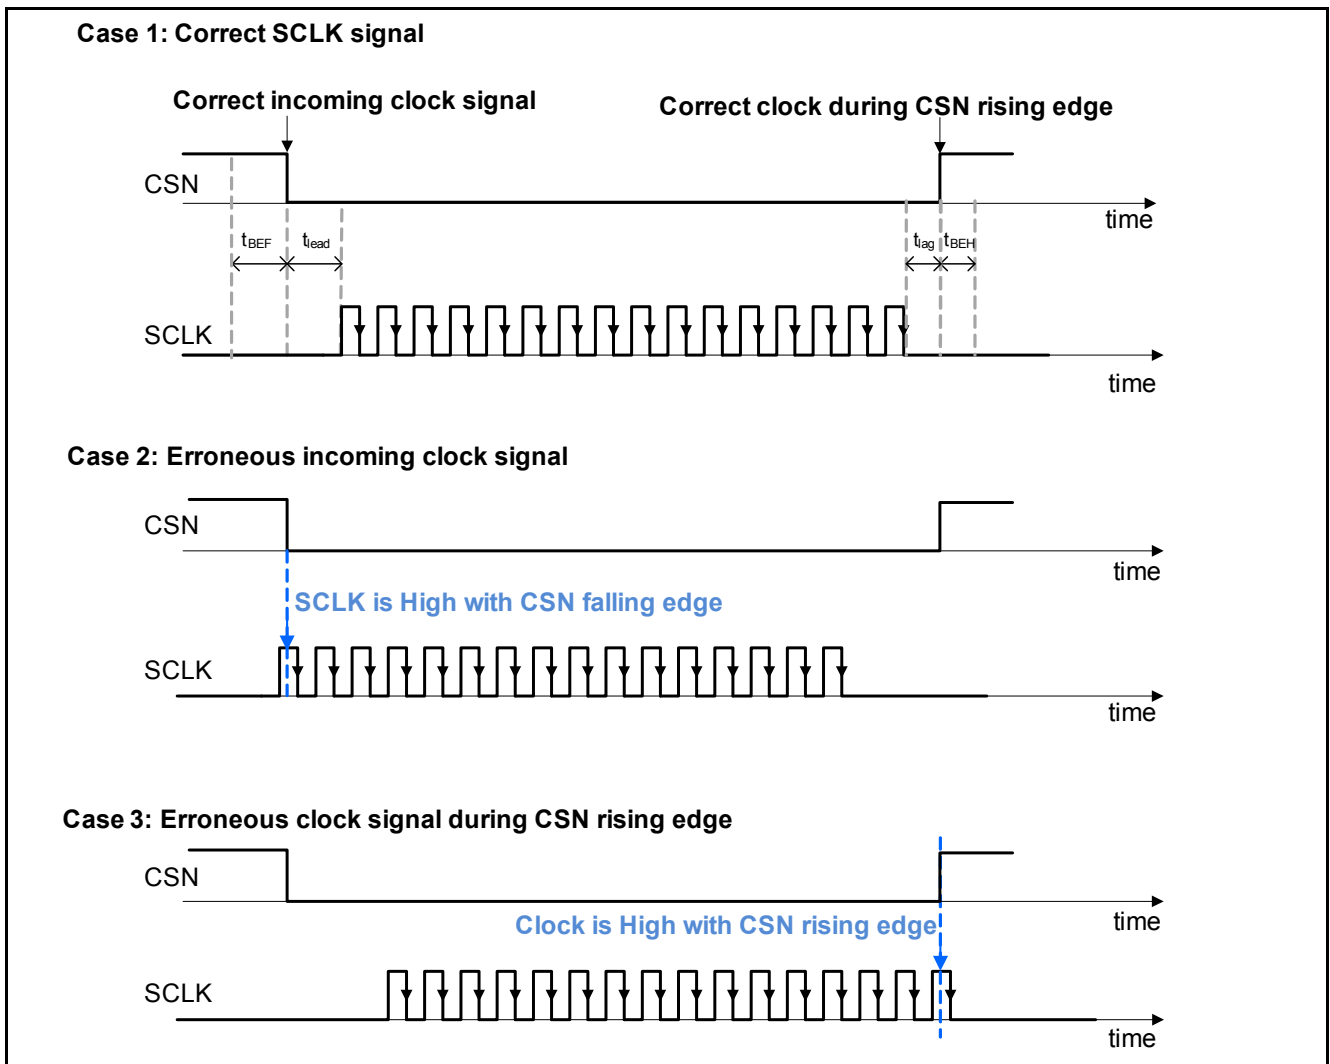 Case 1: Correct SCLK signal
Correct incoming clock signal
Correct clock during CSN rising edge
CSN
time
tBEF
tlead
tlag
tBEH
SCLK
time
Case 2: Erroneous incoming clock signal
CSN
time
SCLK is High with CSN falling edge
SCLK
time
Case 3: Erroneous clock signal during CSN rising edge
CSN
time
Clock is High with CSN rising edge
SCLK
time